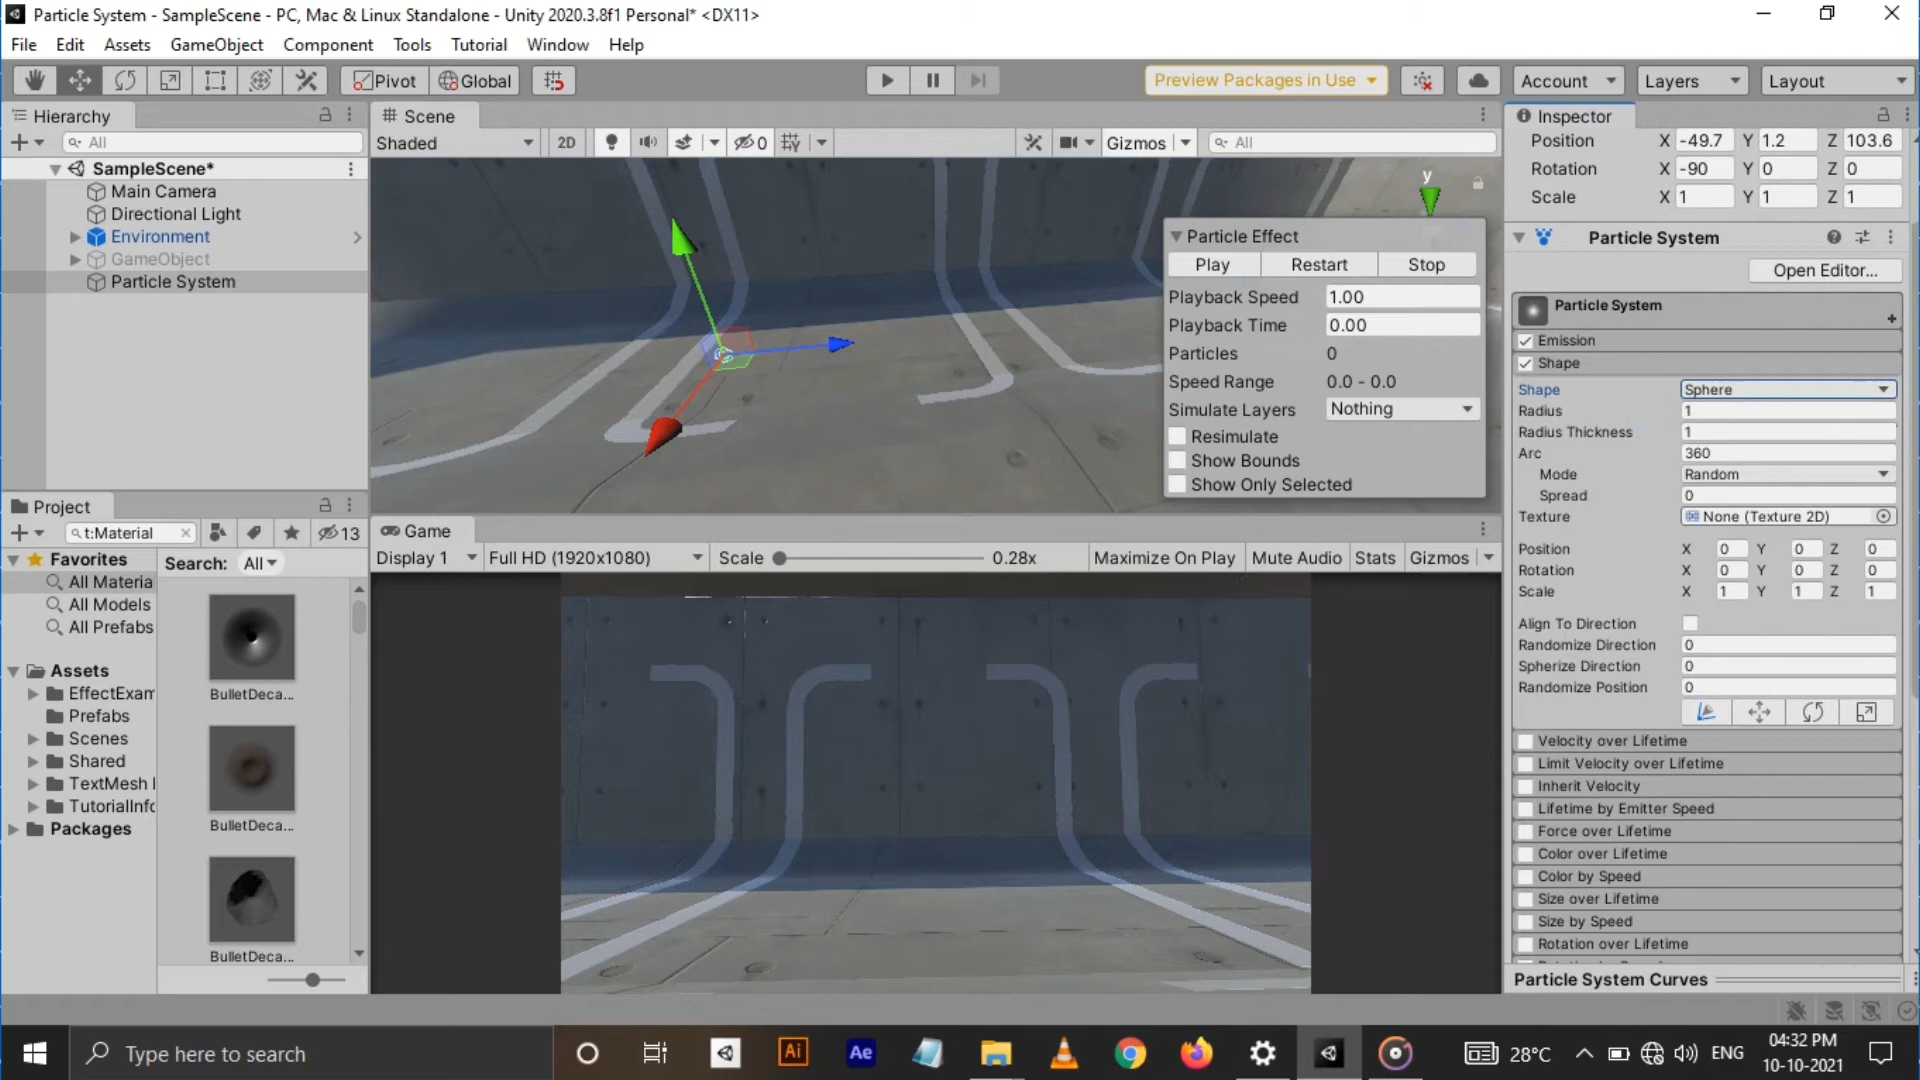 Particle System - SampleScene - PC, Mac & Linux Standalone - Unity 2020.3.8f1 Personal* <DX11>
File Edit Assets GameObject Component Tools Tutorial Window Help
Pivot Global Preview Packages in Use Account Layers Layout
Hierarchy
All
SampleScene*
Main Camera
Directional Light
Environment
GameObject
Particle System
Scene
Shaded 2D 0 Gizmos All
y
Particle Effect
Play Restart Stop
Playback Speed 1.00
Playback Time 0.00
Particles 0
Speed Range 0.0 - 0.0
Simulate Layers Nothing
Resimulate
Show Bounds
Show Only Selected
Project
t:Material 13
Favorites
All Materia
All Models
All Prefabs
Assets
EffectExam
Prefabs
Scenes
Shared
TextMesh
TutorialInfo
Packages
Search: All
BulletDeca...
BulletDeca...
BulletDeca...
Game
Display 1 Full HD (1920x1080) Scale 0.28x Maximize On Play Mute Audio Stats Gizmos
Inspector
Position X -49.7 Y 1.2 Z 103.6
Rotation X -90 Y 0 Z 0
Scale X 1 Y 1 Z 1
Particle System
Open Editor...
Particle System
Emission
Shape
Shape Sphere
Radius 1
Radius Thickness 1
Arc 360
Mode Random
Spread 0
Texture None (Texture 2D)
Position X 0 Y 0 Z 0
Rotation X 0 Y 0 Z 0
Scale X 1 Y 1 Z 1
Align To Direction
Randomize Direction 0
Spherize Direction 0
Randomize Position 0
Velocity over Lifetime
Limit Velocity over Lifetime
Inherit Velocity
Lifetime by Emitter Speed
Force over Lifetime
Color over Lifetime
Color by Speed
Size over Lifetime
Size by Speed
Rotation over Lifetime
Particle System Curves
Type here to search
Ai Ae
28°C ENG
04:32 PM
10-10-2021